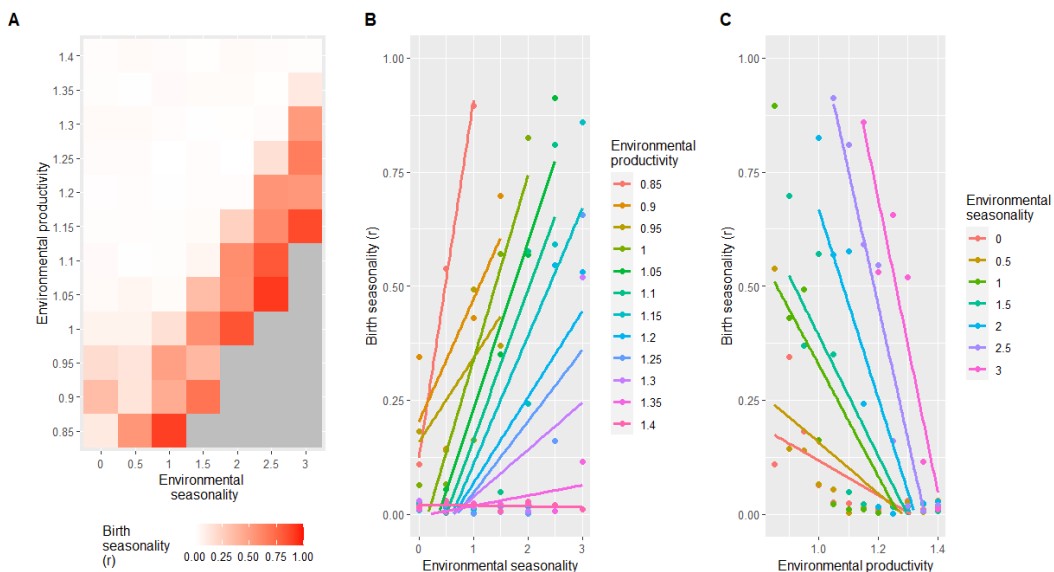 A
Environmental productivity
1.4
1.35
1.3
1.25
1.2
1.15
1.1
1.05
1
0.95
0.9
0.85
0 0.5 1 1.5 2 2.5 3
Environmental
seasonality
Birth
seasonality
(r)
0.00 0.25 0.50 0.75 1.00
B
Birth seasonality (r)
1.00
0.75
0.50
0.25
0.00
0 1 2 3
Environmental seasonality
Environmental
productivity
0.85
0.9
0.95
1
1.05
1.1
1.15
1.2
1.25
1.3
1.35
1.4
C
Birth seasonality (r)
1.00
0.75
0.50
0.25
0.00
1.0 1.2 1.4
Environmental productivity
Environmental
seasonality
0
0.5
1
1.5
2
2.5
3